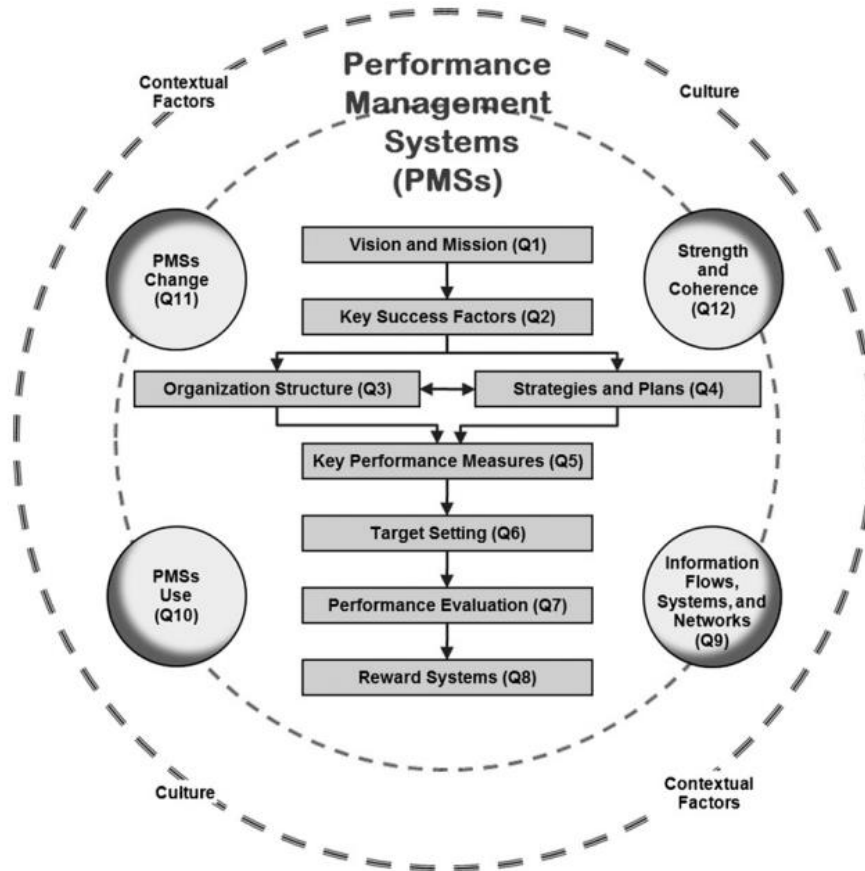 Performance
Management
Systems
(PMSs)
Contextual
Factors
Culture
PMSs
Change
(Q11)
Strength
and
Coherence
(Q12)
Vision and Mission (Q1)
Key Success Factors (Q2)
Organization Structure (Q3)
Strategies and Plans (Q4)
Key Performance Measures (Q5)
Target Setting (Q6)
Performance Evaluation (Q7)
Reward Systems (Q8)
PMSs
Use
(Q10)
Information
Flows,
Systems, and
Networks
(Q9)
Culture
Contextual
Factors